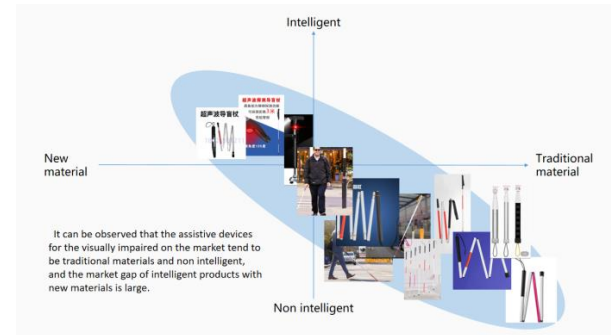 Intelligent
超声波导盲杖
New
material
Traditional
material
It can be observed that the assistive devices
for the visually impaired on the market tend to
be traditional materials and non intelligent,
and the market gap of intelligent products with
new materials is large.
Non intelligent